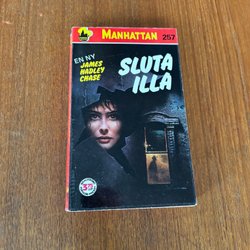 MANHATTAN 257
EN NY
JAMES
HADLEY
CHASE
SLUTA
ILLA